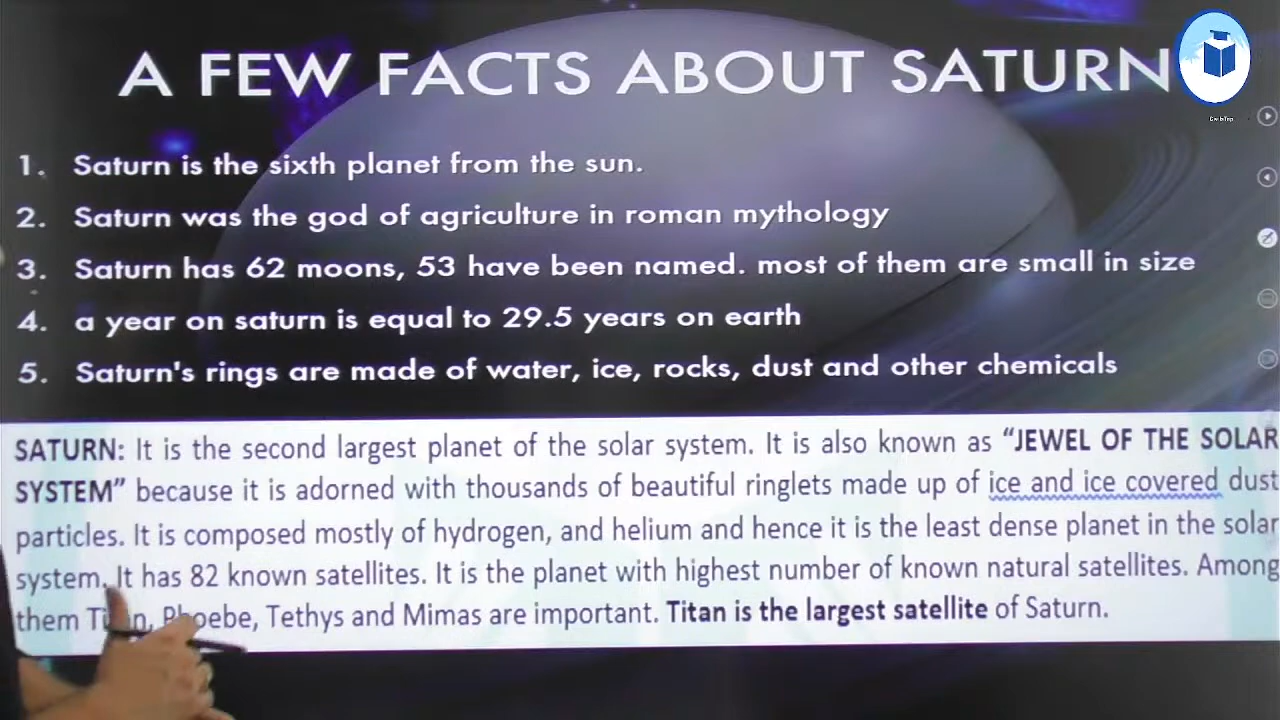 A FEW FACTS ABOUT SATURN
1. Saturn is the sixth planet from the sun.
2. Saturn was the god of agriculture in roman mythology
3. Saturn has 62 moons, 53 have been named. most of them are small in size
4. a year on saturn is equal to 29.5 years on earth
5. Saturn's rings are made of water, ice, rocks, dust and other chemicals
SATURN: It is the second largest planet of the solar system. It is also known as "JEWEL OF THE SOLAR
SYSTEM" because it is adorned with thousands of beautiful ringlets made up of ice and ice covered dust
particles. It is composed mostly of hydrogen, and helium and hence it is the least dense planet in the solar
system. It has 82 known satellites. It is the planet with highest number of known natural satellites. Among
them Titan, Phoebe, Tethys and Mimas are important. Titan is the largest satellite of Saturn.